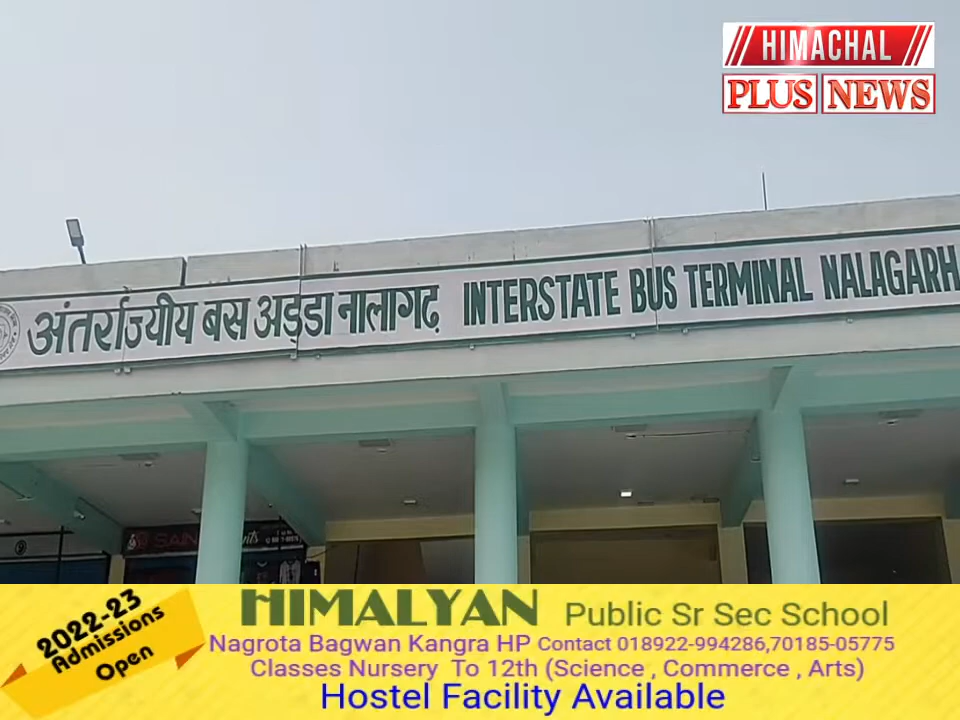 HIMACHAL
PLUS NEWS
अंतर्राज्यीय बस अड्डा नालागढ़ INTERSTATE BUS TERMINAL NALAGARH
SAIN
2022-23
Admissions
Open
HIMALYAN Public Sr Sec School
Nagrota Bagwan Kangra HP Contact 018922-994286,70185-05775
Classes Nursery To 12th (Science , Commerce , Arts)
Hostel Facility Available